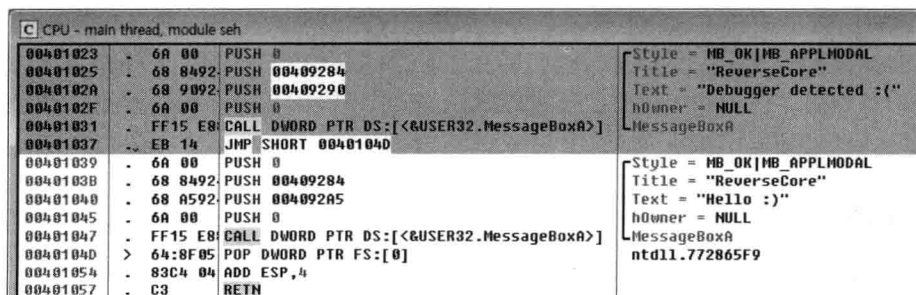 C CPU - main thread, module seh
00401023 . 6A 00 PUSH 0 ┌Style = MB_OK|MB_APPLMODAL
00401025 . 68 8492 PUSH 00409284 Title = "ReverseCore"
0040102A . 68 9092 PUSH 00409290 Text = "Debugger detected :("
0040102F . 6A 00 PUSH 0 hOwner = NULL
00401031 . FF15 E8 CALL DWORD PTR DS:[<&USER32.MessageBoxA>] └MessageBoxA
00401037 .. EB 14 JMP SHORT 0040104D
00401039 . 6A 00 PUSH 0 ┌Style = MB_OK|MB_APPLMODAL
0040103B . 68 8492 PUSH 00409284 Title = "ReverseCore"
00401040 . 68 A592 PUSH 004092A5 Text = "Hello :)"
00401045 . 6A 00 PUSH 0 hOwner = NULL
00401047 . FF15 E8 CALL DWORD PTR DS:[<&USER32.MessageBoxA>] └MessageBoxA
0040104D > 64:8F05 POP DWORD PTR FS:[0] ntdll.772865F9
00401054 . 83C4 04 ADD ESP,4
00401057 . C3 RETN